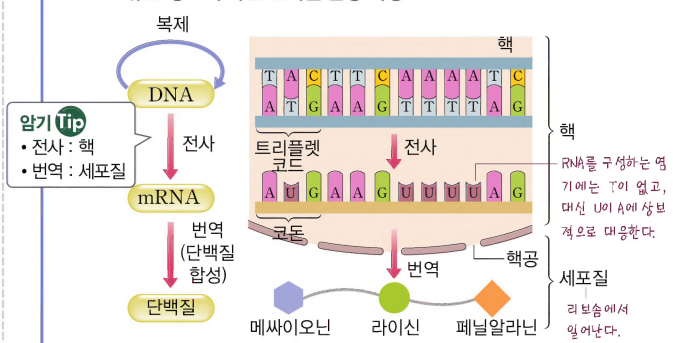 복제
핵
DNA
T A C T T C A A A A T C
A T G A A G T T T T A G
암기 Tip
• 전사 : 핵
• 번역 : 세포질
전사
트리플렛
코드
전사
핵
RNA를 구성하는 염
기에는 T이 없고,
대신 U이 A에 상보
적으로 대응한다.
mRNA
A U G A A G U U U U A G
코돈
번역
(단백질
합성)
핵공
번역
세포질
단백질
메싸이오닌
라이신
페닐알라닌
리보솜에서
일어난다.